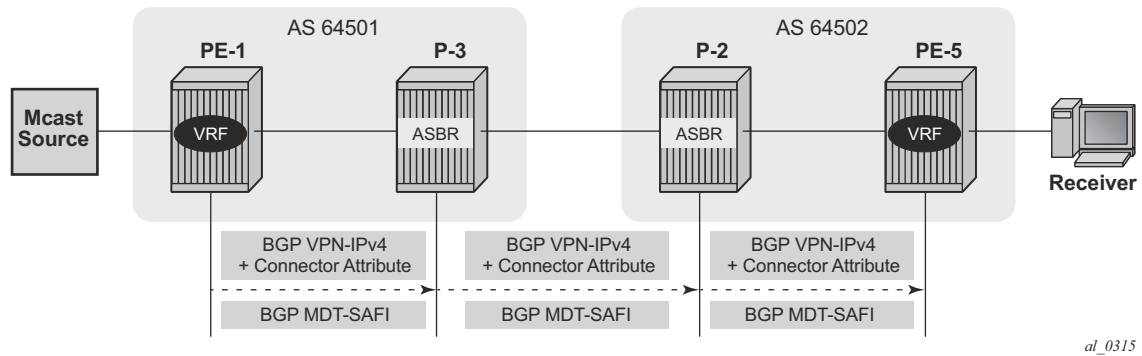 AS 64501
AS 64502
PE-1
P-3
P-2
PE-5
Mcast
Source
VRF
ASBR
ASBR
VRF
Receiver
BGP VPN-IPv4
+ Connector Attribute
BGP VPN-IPv4
+ Connector Attribute
BGP VPN-IPv4
+ Connector Attribute
BGP MDT-SAFI
BGP MDT-SAFI
BGP MDT-SAFI
al_0315